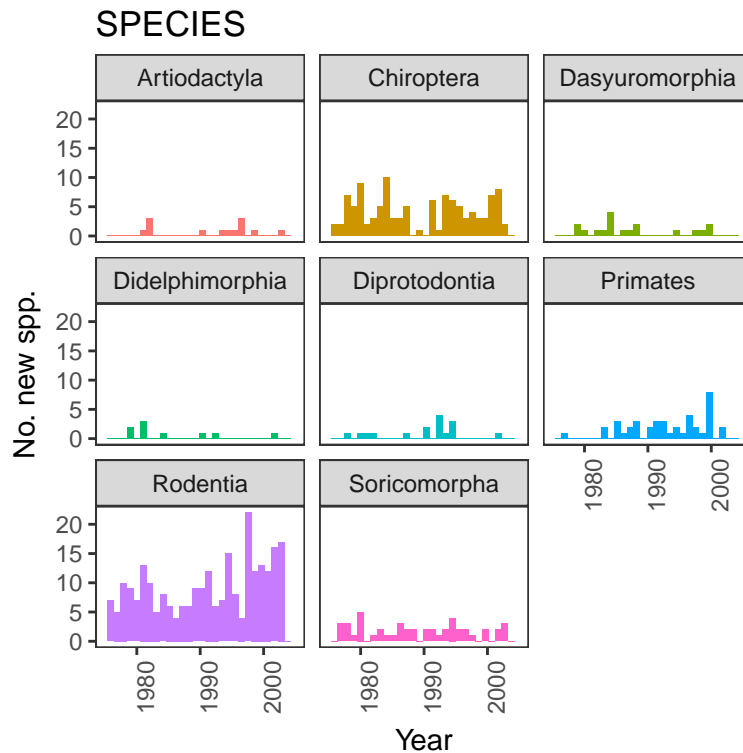 SPECIES
Artiodactyla
Chiroptera
Dasyuromorphia
20
15
10
5
0
Didelphimorphia
Diprotodontia
Primates
20
15
10
5
0
Rodentia
Soricomorpha
1980
1990
2000
20
15
10
5
0
1980
1990
2000
1980
1990
2000
No. new spp.
Year